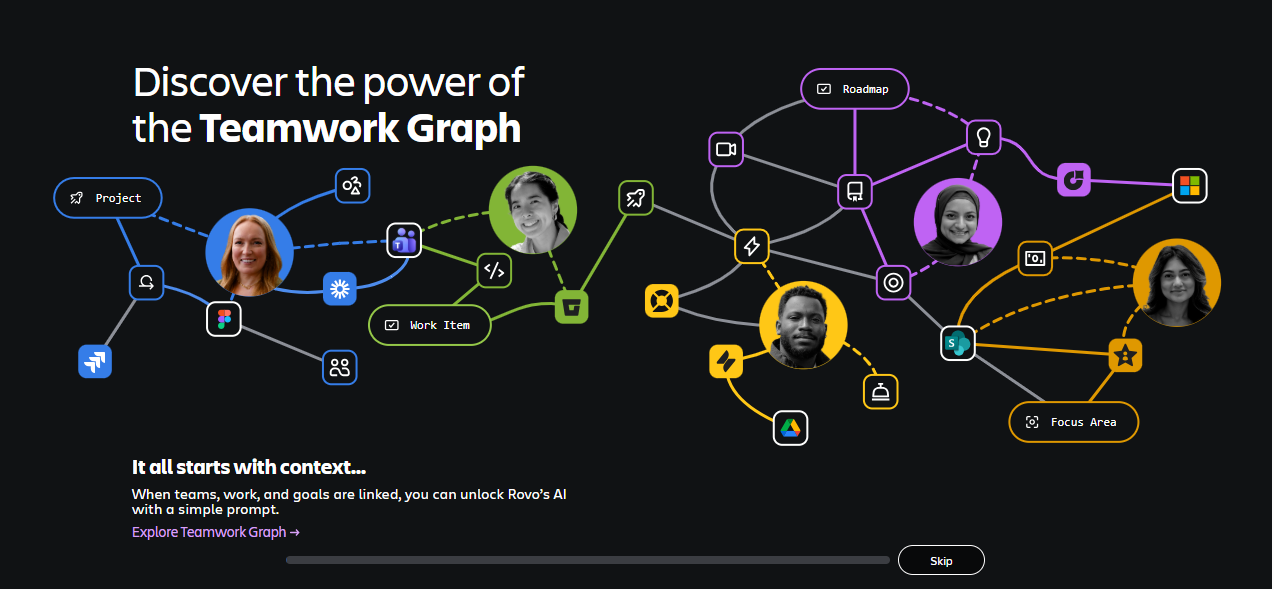 Discover the power of
the Teamwork Graph
Roadmap
Project
Work Item
Focus Area
It all starts with context...
When teams, work, and goals are linked, you can unlock Rovo's AI
with a simple prompt.
Explore Teamwork Graph →
Skip